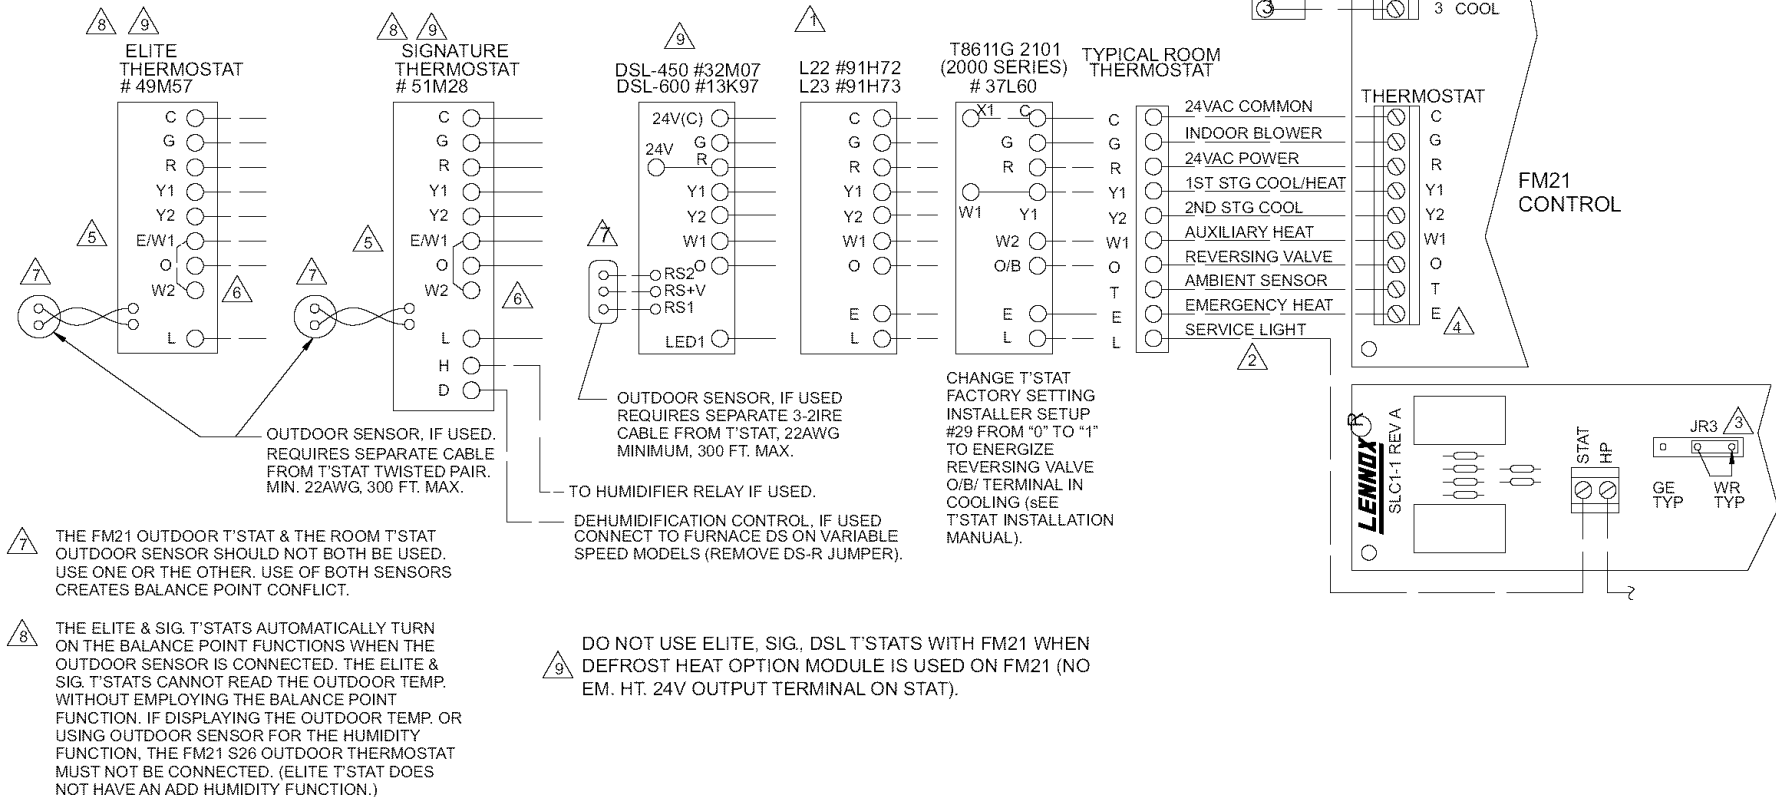 3
3 COOL
8
9
8
9
9
1
ELITE
THERMOSTAT
# 49M57
SIGNATURE
THERMOSTAT
# 51M28
DSL-450 #32M07
DSL-600 #13K97
L22 #91H72
L23 #91H73
T8611G 2101
(2000 SERIES)
# 37L60
TYPICAL ROOM
THERMOSTAT
THERMOSTAT
C
G
R
Y1
Y2
E/W1
O
W2
L
5
6
7
C
G
R
Y1
Y2
E/W1
O
W2
L
H
D
5
6
7
24V(C)
G
24V
R
Y1
Y2
W1
O
RS2
RS+V
RS1
LED1
7
C
G
R
Y1
Y2
W1
O
E
L
X1
C
G
R
W1
Y1
W2
O/B
E
L
C
G
R
Y1
Y2
W1
O
T
E
L
24VAC COMMON
INDOOR BLOWER
24VAC POWER
1ST STG COOL/HEAT
2ND STG COOL
AUXILIARY HEAT
REVERSING VALVE
AMBIENT SENSOR
EMERGENCY HEAT
SERVICE LIGHT
2
C
G
R
Y1
Y2
W1
O
T
E
4
FM21
CONTROL
OUTDOOR SENSOR, IF USED.
REQUIRES SEPARATE CABLE
FROM T'STAT TWISTED PAIR.
MIN. 22AWG, 300 FT. MAX.
OUTDOOR SENSOR, IF USED
REQUIRES SEPARATE 3-2IRE
CABLE FROM T'STAT, 22AWG
MINIMUM, 300 FT. MAX.
TO HUMIDIFIER RELAY IF USED.
DEHUMIDIFICATION CONTROL, IF USED
CONNECT TO FURNACE DS ON VARIABLE
SPEED MODELS (REMOVE DS-R JUMPER).
CHANGE T'STAT
FACTORY SETTING
INSTALLER SETUP
#29 FROM “0” TO “1”
TO ENERGIZE
REVERSING VALVE
O/B/ TERMINAL IN
COOLING (sEE
T'STAT INSTALLATION
MANUAL).
R
LENNOX
SLC1-1 REV A
STAT
HP
JR3
3
GE
TYP
WR
TYP
7
THE FM21 OUTDOOR T'STAT & THE ROOM T'STAT
OUTDOOR SENSOR SHOULD NOT BOTH BE USED.
USE ONE OR THE OTHER. USE OF BOTH SENSORS
CREATES BALANCE POINT CONFLICT.
8
THE ELITE & SIG. T'STATS AUTOMATICALLY TURN
ON THE BALANCE POINT FUNCTIONS WHEN THE
OUTDOOR SENSOR IS CONNECTED. THE ELITE &
SIG. T'STATS CANNOT READ THE OUTDOOR TEMP.
WITHOUT EMPLOYING THE BALANCE POINT
FUNCTION. IF DISPLAYING THE OUTDOOR TEMP. OR
USING OUTDOOR SENSOR FOR THE HUMIDITY
FUNCTION, THE FM21 S26 OUTDOOR THERMOSTAT
MUST NOT BE CONNECTED. (ELITE T'STAT DOES
NOT HAVE AN ADD HUMIDITY FUNCTION.)
9
DO NOT USE ELITE, SIG., DSL T'STATS WITH FM21 WHEN
DEFROST HEAT OPTION MODULE IS USED ON FM21 (NO
EM. HT. 24V OUTPUT TERMINAL ON STAT).